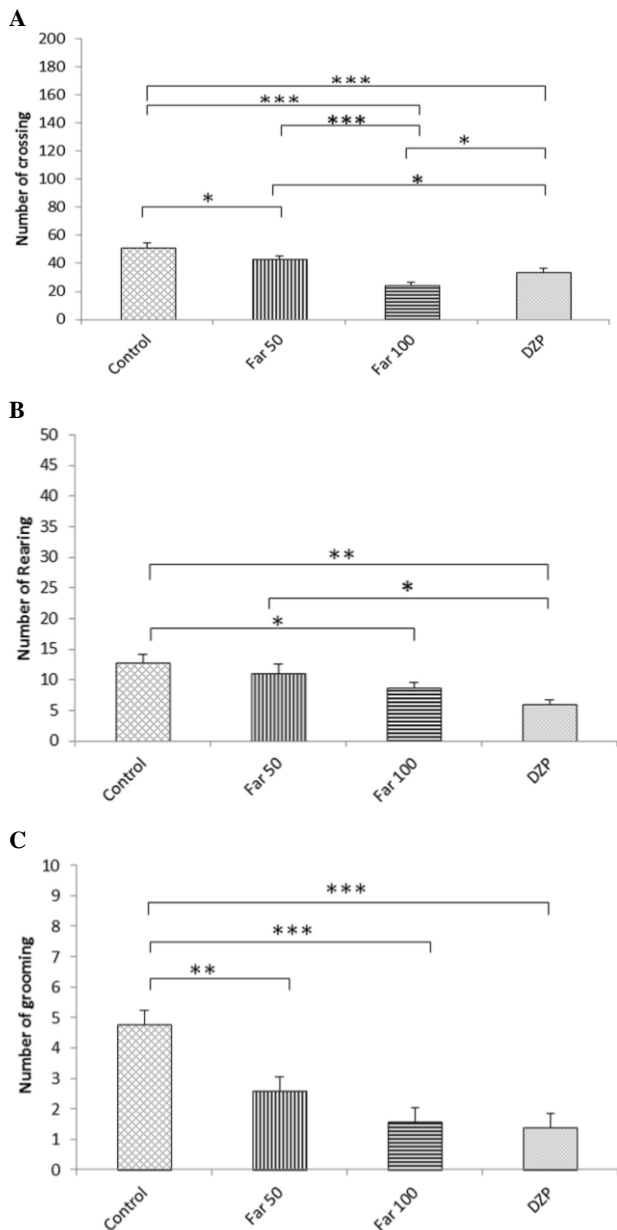 A
200
180
160
140
120
100
80
60
40
20
0
Number of crossing
***
***
***
*
*
*
Control
Far 50
Far 100
DZP
B
50
45
40
35
30
25
20
15
10
5
0
Number of Rearing
**
*
*
Control
Far 50
Far 100
DZP
C
10
9
8
7
6
5
4
3
2
1
0
Number of grooming
***
***
**
Control
Far 50
Far 100
DZP